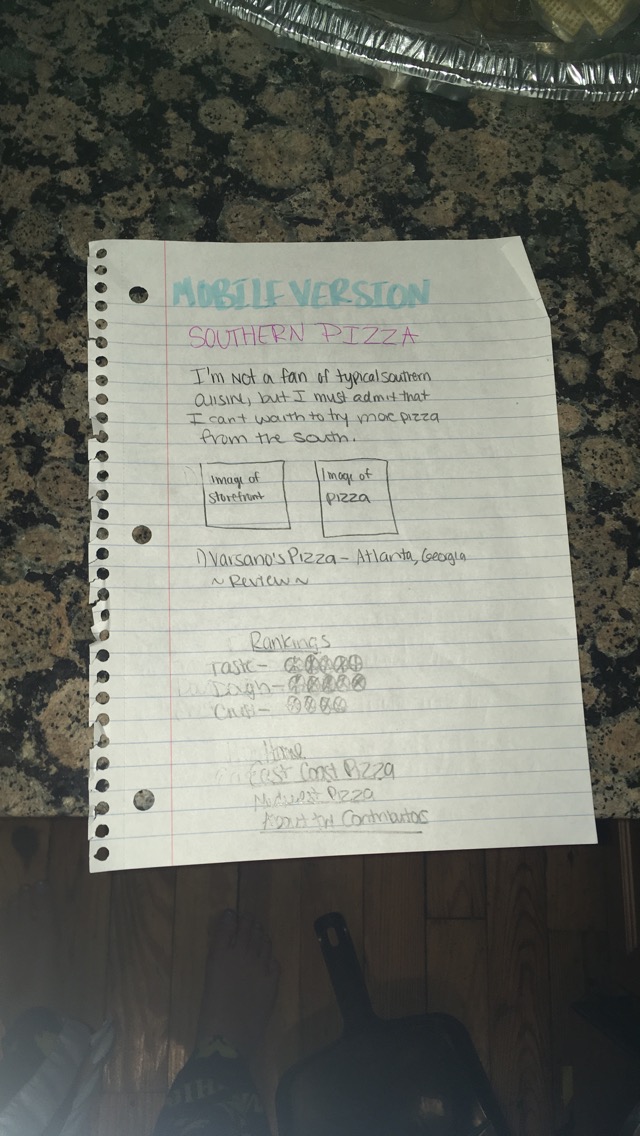 MOBILE VERSION
SOUTHERN PIZZA
I'm not a fan of typical southern
cuisine, but I must admit that
I can't waith to try more pizza
from the south.
Image of
storefront
Image of
pizza
1) Varsano's Pizza - Atlanta, Georgia
~ Review ~
Rankings
Taste -
Dough -
Crust -
Home
East Coast Pizza
Midwest Pizza
About the Contributors